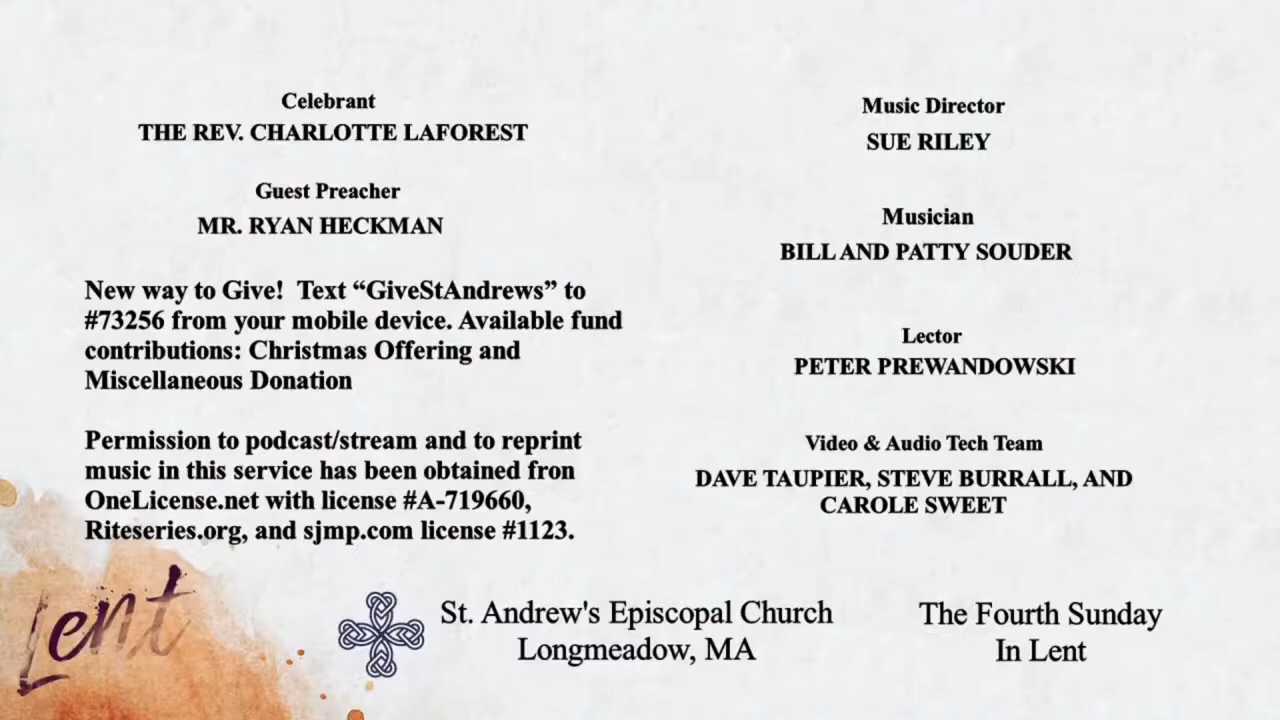 Celebrant
THE REV. CHARLOTTE LAFOREST
Guest Preacher
MR. RYAN HECKMAN
New way to Give! Text “GiveStAndrews” to
#73256 from your mobile device. Available fund
contributions: Christmas Offering and
Miscellaneous Donation
Permission to podcast/stream and to reprint
music in this service has been obtained fron
OneLicense.net with license #A-719660,
Riteseries.org, and sjmp.com license #1123.
Music Director
SUE RILEY
Musician
BILL AND PATTY SOUDER
Lector
PETER PREWANDOWSKI
Video & Audio Tech Team
DAVE TAUPIER, STEVE BURRALL, AND
CAROLE SWEET
Lent
St. Andrew's Episcopal Church
Longmeadow, MA
The Fourth Sunday
In Lent